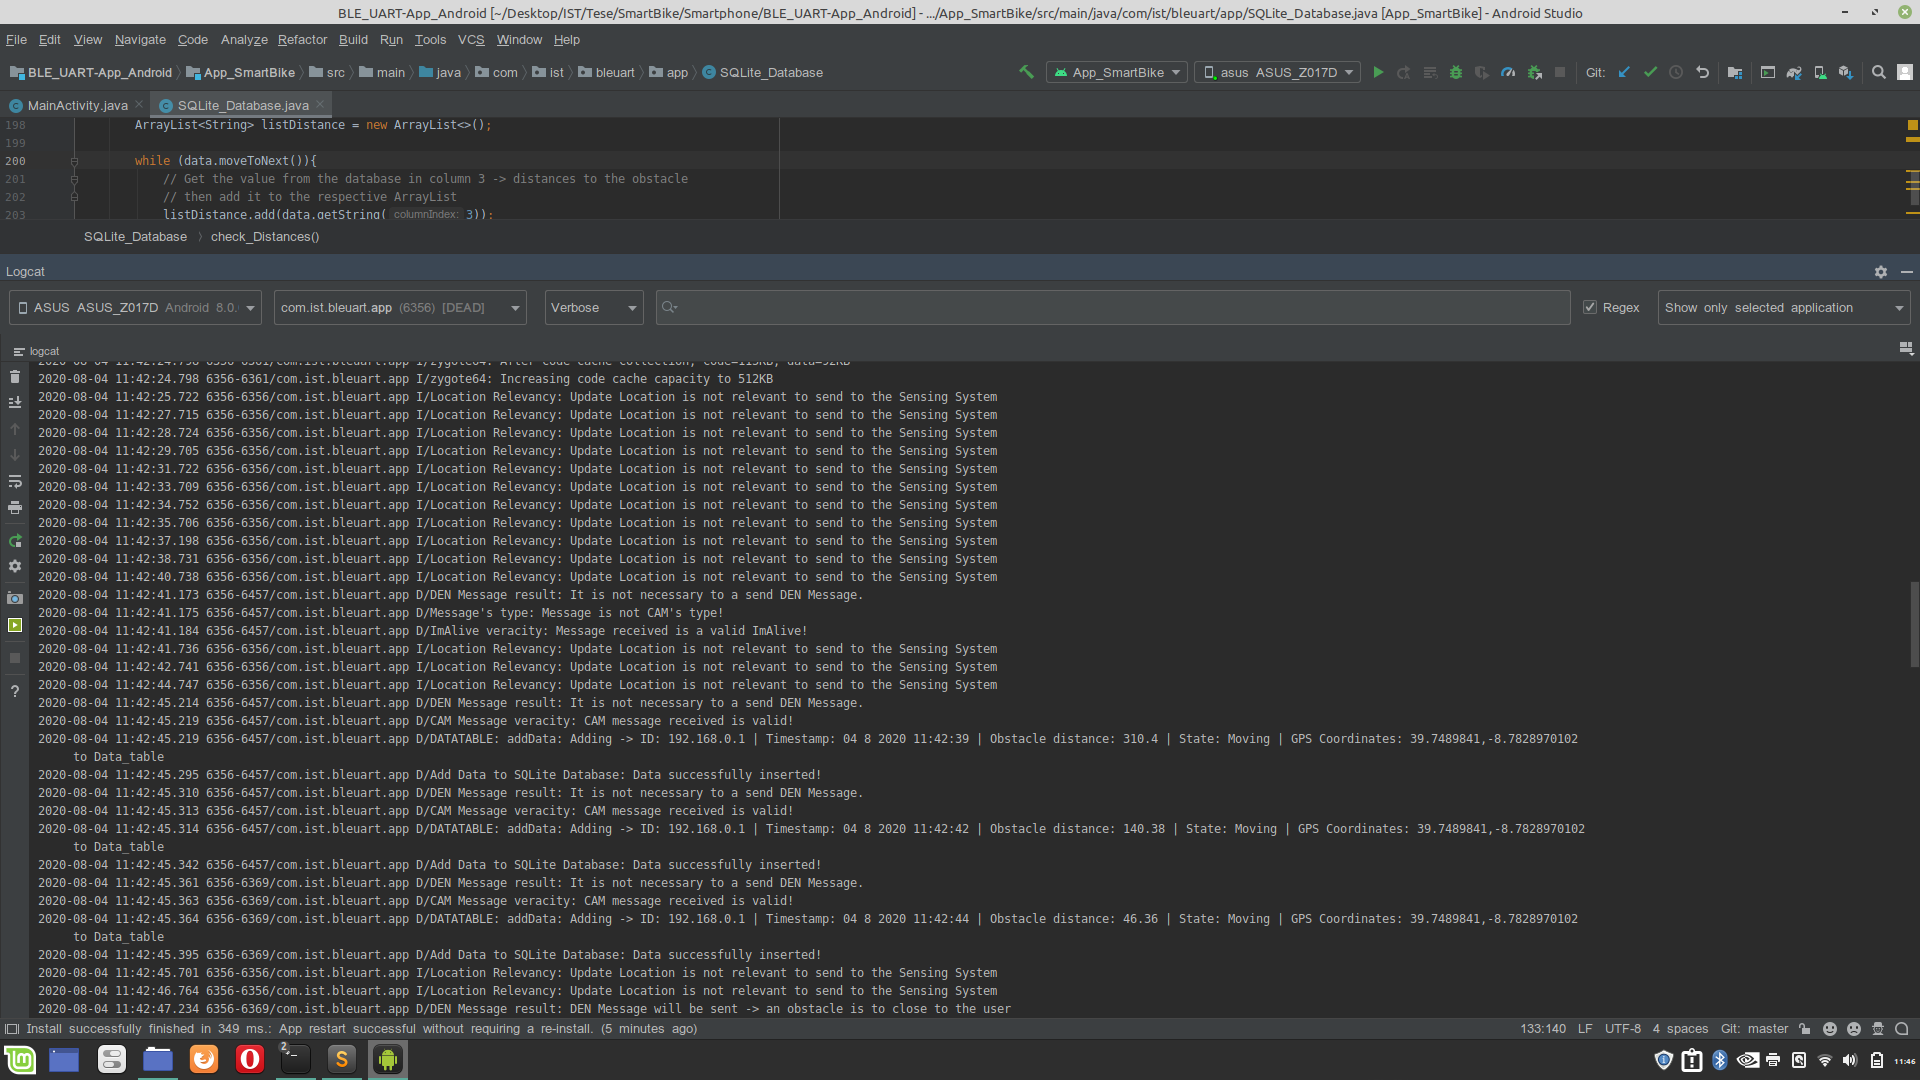 BLE_UART-App_Android [~/Desktop/IST/Tese/SmartBike/Smartphone/BLE_UART-App_Android] - .../App_SmartBike/src/main/java/com/ist/bleuart/app/SQLite_Database.java [App_SmartBike] - Android Studio
File Edit View Navigate Code Analyze Refactor Build Run Tools VCS Window Help
BLE_UART-App_Android App_SmartBike src main java com ist bleuart app SQLite_Database App_SmartBike asus ASUS_Z017D Git:
MainActivity.java SQLite_Database.java
198 ArrayList<String> listDistance = new ArrayList<>();
199
200 while (data.moveToNext()){
201 // Get the value from the database in column 3 -> distances to the obstacle
202 // then add it to the respective ArrayList
203 listDistance.add(data.getString( columnIndex: 3));
SQLite_Database check_Distances()
Logcat
ASUS ASUS_Z017D Android 8.0. com.ist.bleuart.app (6356) [DEAD] Verbose Regex Show only selected application
logcat
2020-08-04 11:42:24.798 6356-6361/com.ist.bleuart.app I/zygote64: After code cache collection, code=115KB, data=92KB
2020-08-04 11:42:24.798 6356-6361/com.ist.bleuart.app I/zygote64: Increasing code cache capacity to 512KB
2020-08-04 11:42:25.722 6356-6356/com.ist.bleuart.app I/Location Relevancy: Update Location is not relevant to send to the Sensing System
2020-08-04 11:42:27.715 6356-6356/com.ist.bleuart.app I/Location Relevancy: Update Location is not relevant to send to the Sensing System
2020-08-04 11:42:28.724 6356-6356/com.ist.bleuart.app I/Location Relevancy: Update Location is not relevant to send to the Sensing System
2020-08-04 11:42:29.705 6356-6356/com.ist.bleuart.app I/Location Relevancy: Update Location is not relevant to send to the Sensing System
2020-08-04 11:42:31.722 6356-6356/com.ist.bleuart.app I/Location Relevancy: Update Location is not relevant to send to the Sensing System
2020-08-04 11:42:33.709 6356-6356/com.ist.bleuart.app I/Location Relevancy: Update Location is not relevant to send to the Sensing System
2020-08-04 11:42:34.752 6356-6356/com.ist.bleuart.app I/Location Relevancy: Update Location is not relevant to send to the Sensing System
2020-08-04 11:42:35.706 6356-6356/com.ist.bleuart.app I/Location Relevancy: Update Location is not relevant to send to the Sensing System
2020-08-04 11:42:37.198 6356-6356/com.ist.bleuart.app I/Location Relevancy: Update Location is not relevant to send to the Sensing System
2020-08-04 11:42:38.731 6356-6356/com.ist.bleuart.app I/Location Relevancy: Update Location is not relevant to send to the Sensing System
2020-08-04 11:42:40.738 6356-6356/com.ist.bleuart.app I/Location Relevancy: Update Location is not relevant to send to the Sensing System
2020-08-04 11:42:41.173 6356-6457/com.ist.bleuart.app D/DEN Message result: It is not necessary to a send DEN Message.
2020-08-04 11:42:41.175 6356-6457/com.ist.bleuart.app D/Message's type: Message is not CAM's type!
2020-08-04 11:42:41.184 6356-6457/com.ist.bleuart.app D/ImAlive veracity: Message received is a valid ImAlive!
2020-08-04 11:42:41.736 6356-6356/com.ist.bleuart.app I/Location Relevancy: Update Location is not relevant to send to the Sensing System
2020-08-04 11:42:42.741 6356-6356/com.ist.bleuart.app I/Location Relevancy: Update Location is not relevant to send to the Sensing System
2020-08-04 11:42:44.747 6356-6356/com.ist.bleuart.app I/Location Relevancy: Update Location is not relevant to send to the Sensing System
2020-08-04 11:42:45.214 6356-6457/com.ist.bleuart.app D/DEN Message result: It is not necessary to a send DEN Message.
2020-08-04 11:42:45.219 6356-6457/com.ist.bleuart.app D/CAM Message veracity: CAM message received is valid!
2020-08-04 11:42:45.219 6356-6457/com.ist.bleuart.app D/DATATABLE: addData: Adding -> ID: 192.168.0.1 | Timestamp: 04 8 2020 11:42:39 | Obstacle distance: 310.4 | State: Moving | GPS Coordinates: 39.7489841,-8.7828970102
to Data_table
2020-08-04 11:42:45.295 6356-6457/com.ist.bleuart.app D/Add Data to SQLite Database: Data successfully inserted!
2020-08-04 11:42:45.310 6356-6457/com.ist.bleuart.app D/DEN Message result: It is not necessary to a send DEN Message.
2020-08-04 11:42:45.313 6356-6457/com.ist.bleuart.app D/CAM Message veracity: CAM message received is valid!
2020-08-04 11:42:45.314 6356-6457/com.ist.bleuart.app D/DATATABLE: addData: Adding -> ID: 192.168.0.1 | Timestamp: 04 8 2020 11:42:42 | Obstacle distance: 140.38 | State: Moving | GPS Coordinates: 39.7489841,-8.7828970102
to Data_table
2020-08-04 11:42:45.342 6356-6457/com.ist.bleuart.app D/Add Data to SQLite Database: Data successfully inserted!
2020-08-04 11:42:45.361 6356-6369/com.ist.bleuart.app D/DEN Message result: It is not necessary to a send DEN Message.
2020-08-04 11:42:45.363 6356-6369/com.ist.bleuart.app D/CAM Message veracity: CAM message received is valid!
2020-08-04 11:42:45.364 6356-6369/com.ist.bleuart.app D/DATATABLE: addData: Adding -> ID: 192.168.0.1 | Timestamp: 04 8 2020 11:42:44 | Obstacle distance: 46.36 | State: Moving | GPS Coordinates: 39.7489841,-8.7828970102
to Data_table
2020-08-04 11:42:45.395 6356-6369/com.ist.bleuart.app D/Add Data to SQLite Database: Data successfully inserted!
2020-08-04 11:42:45.701 6356-6356/com.ist.bleuart.app I/Location Relevancy: Update Location is not relevant to send to the Sensing System
2020-08-04 11:42:46.764 6356-6356/com.ist.bleuart.app I/Location Relevancy: Update Location is not relevant to send to the Sensing System
2020-08-04 11:42:47.234 6356-6369/com.ist.bleuart.app D/DEN Message result: DEN Message will be sent -> an obstacle is to close to the user
Install successfully finished in 349 ms.: App restart successful without requiring a re-install. (5 minutes ago) 133:140 LF UTF-8 4 spaces Git: master
2 11:46